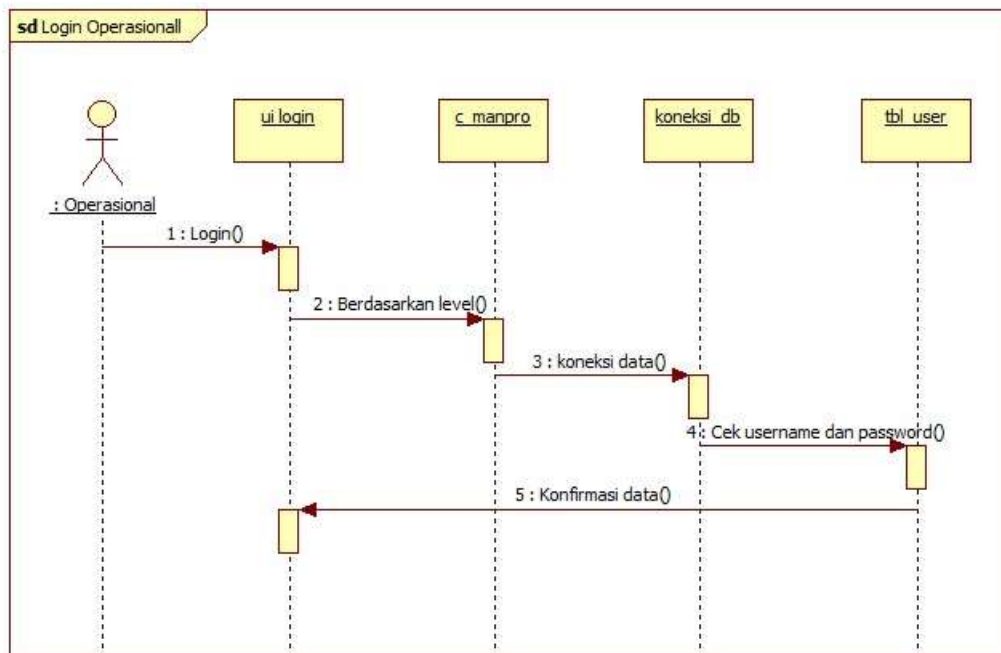 sd Login Operasionall
ui login
c_manpro
koneksi_db
tbl_user
: Operasional
1 : Login()
2 : Berdasarkan level()
3 : koneksi data()
4 : Cek username dan password()
5 : Konfirmasi data()